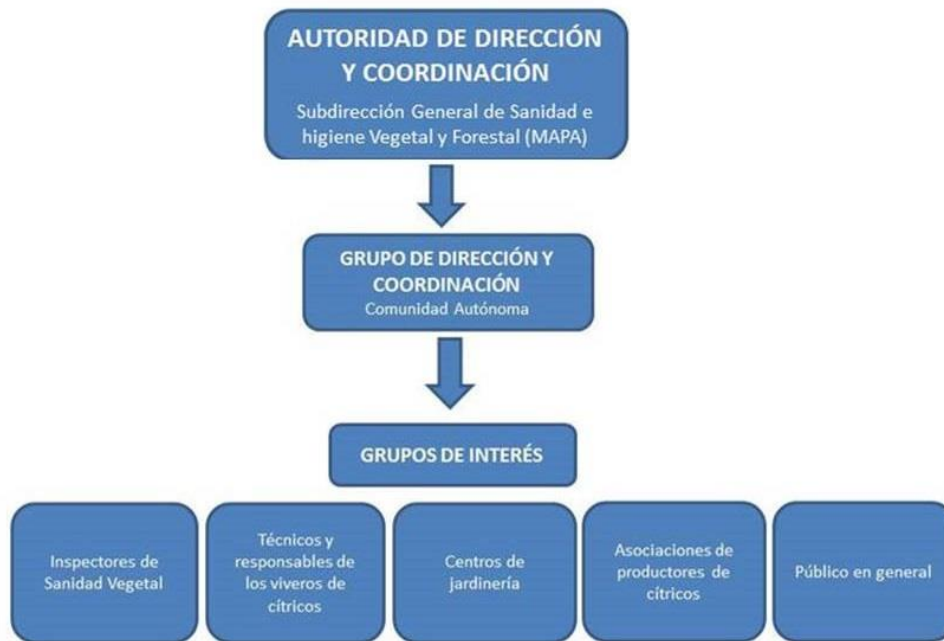 AUTORIDAD DE DIRECCIÓN
Y COORDINACIÓN
Subdirección General de Sanidad e
higiene Vegetal y Forestal (MAPA)
GRUPO DE DIRECCIÓN Y
COORDINACIÓN
Comunidad Autónoma
GRUPOS DE INTERÉS
Inspectores de
Sanidad Vegetal
Técnicos y
responsables de
los viveros de
cítricos
Centros de
jardinería
Asociaciones de
productores de
cítricos
Público en general